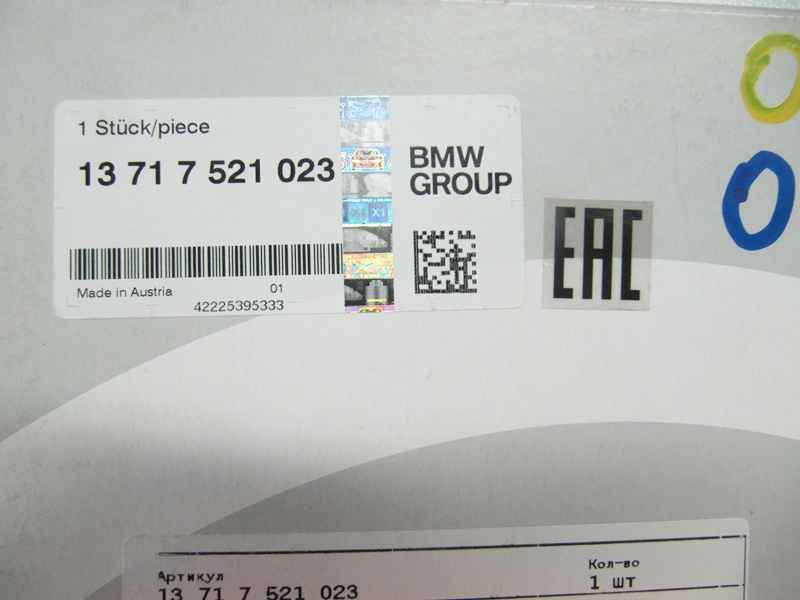 1 Stück/piece
13 71 7 521 023
BMW
GROUP
X1
Made in Austria 01
42225395333
EAC
Артикул Кол-во
13 71 7 521 023 1 шт